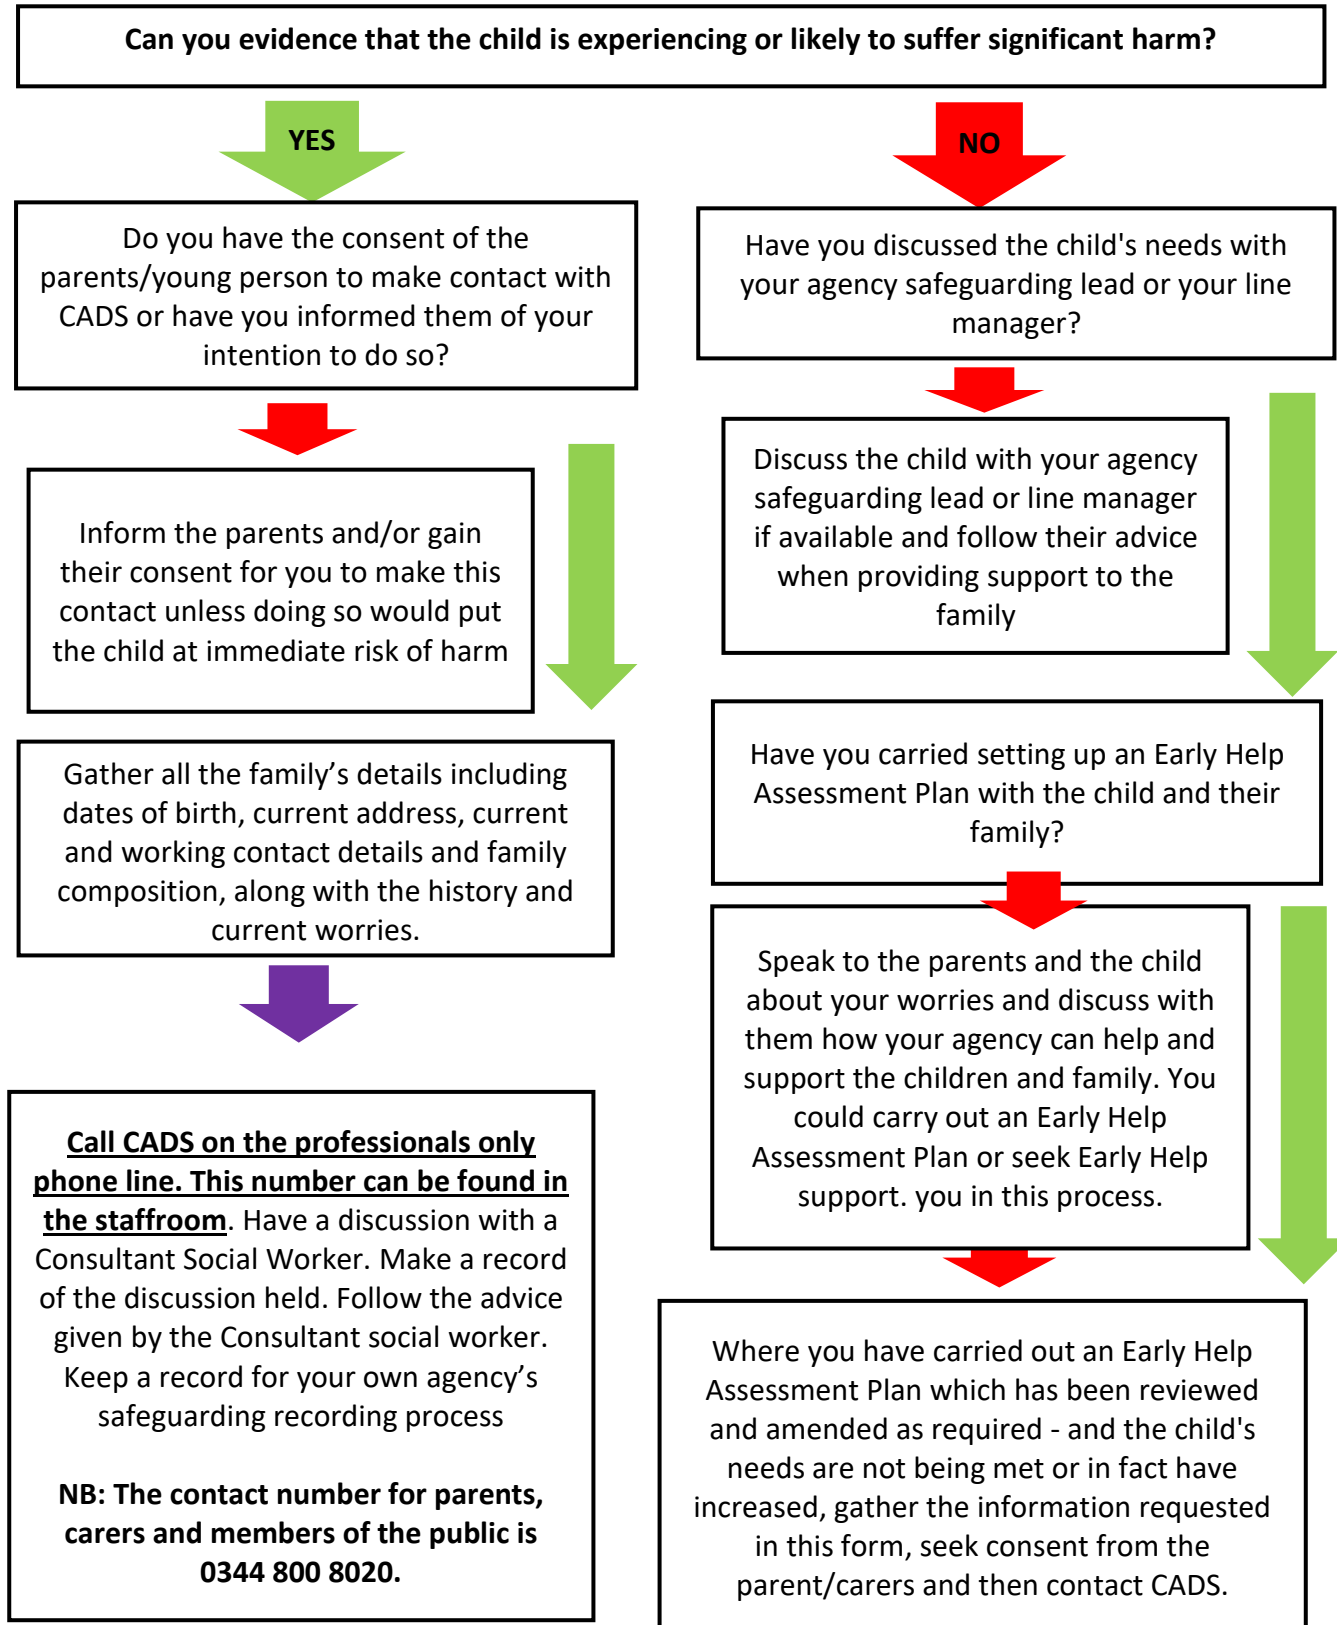 Can you evidence that the child is experiencing or likely to suffer significant harm?
YES
Do you have the consent of the
parents/young person to make contact with
CADS or have you informed them of your
intention to do so?
Inform the parents and/or gain
their consent for you to make this
contact unless doing so would put
the child at immediate risk of harm
Gather all the family’s details including
dates of birth, current address, current
and working contact details and family
composition, along with the history and
current worries.
Call CADS on the professionals only
phone line. This number can be found in
the staffroom. Have a discussion with a
Consultant Social Worker. Make a record
of the discussion held. Follow the advice
given by the Consultant social worker.
Keep a record for your own agency’s
safeguarding recording process
NB: The contact number for parents,
carers and members of the public is
0344 800 8020.
NO
Have you discussed the child's needs with
your agency safeguarding lead or your line
manager?
Discuss the child with your agency
safeguarding lead or line manager
if available and follow their advice
when providing support to the
family
Have you carried setting up an Early Help
Assessment Plan with the child and their
family?
Speak to the parents and the child
about your worries and discuss with
them how your agency can help and
support the children and family. You
could carry out an Early Help
Assessment Plan or seek Early Help
support. you in this process.
Where you have carried out an Early Help
Assessment Plan which has been reviewed
and amended as required - and the child's
needs are not being met or in fact have
increased, gather the information requested
in this form, seek consent from the
parent/carers and then contact CADS.